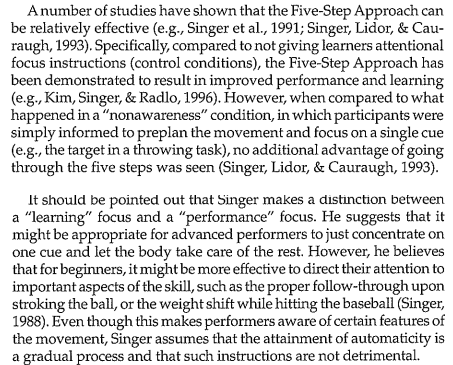 A number of studies have shown that the Five-Step Approach can
be relatively effective (e.g., Singer et al., 1991; Singer, Lidor, & Cau-
raugh, 1993). Specifically, compared to not giving learners attentional
focus instructions (control conditions), the Five-Step Approach has
been demonstrated to result in improved performance and learning
(e.g., Kim, Singer, & Radlo, 1996). However, when compared to what
happened in a "nonawareness" condition, in which participants were
simply informed to preplan the movement and focus on a single cue
(e.g., the target in a throwing task), no additional advantage of going
through the five steps was seen (Singer, Lidor, & Cauraugh, 1993).
It should be pointed out that Singer makes a distinction between
a "learning" focus and a "performance" focus. He suggests that it
might be appropriate for advanced performers to just concentrate on
one cue and let the body take care of the rest. However, he believes
that for beginners, it might be more effective to direct their attention to
important aspects of the skill, such as the proper follow-through upon
stroking the ball, or the weight shift while hitting the baseball (Singer,
1988). Even though this makes performers aware of certain features of
the movement, Singer assumes that the attainment of automaticity is
a gradual process and that such instructions are not detrimental.